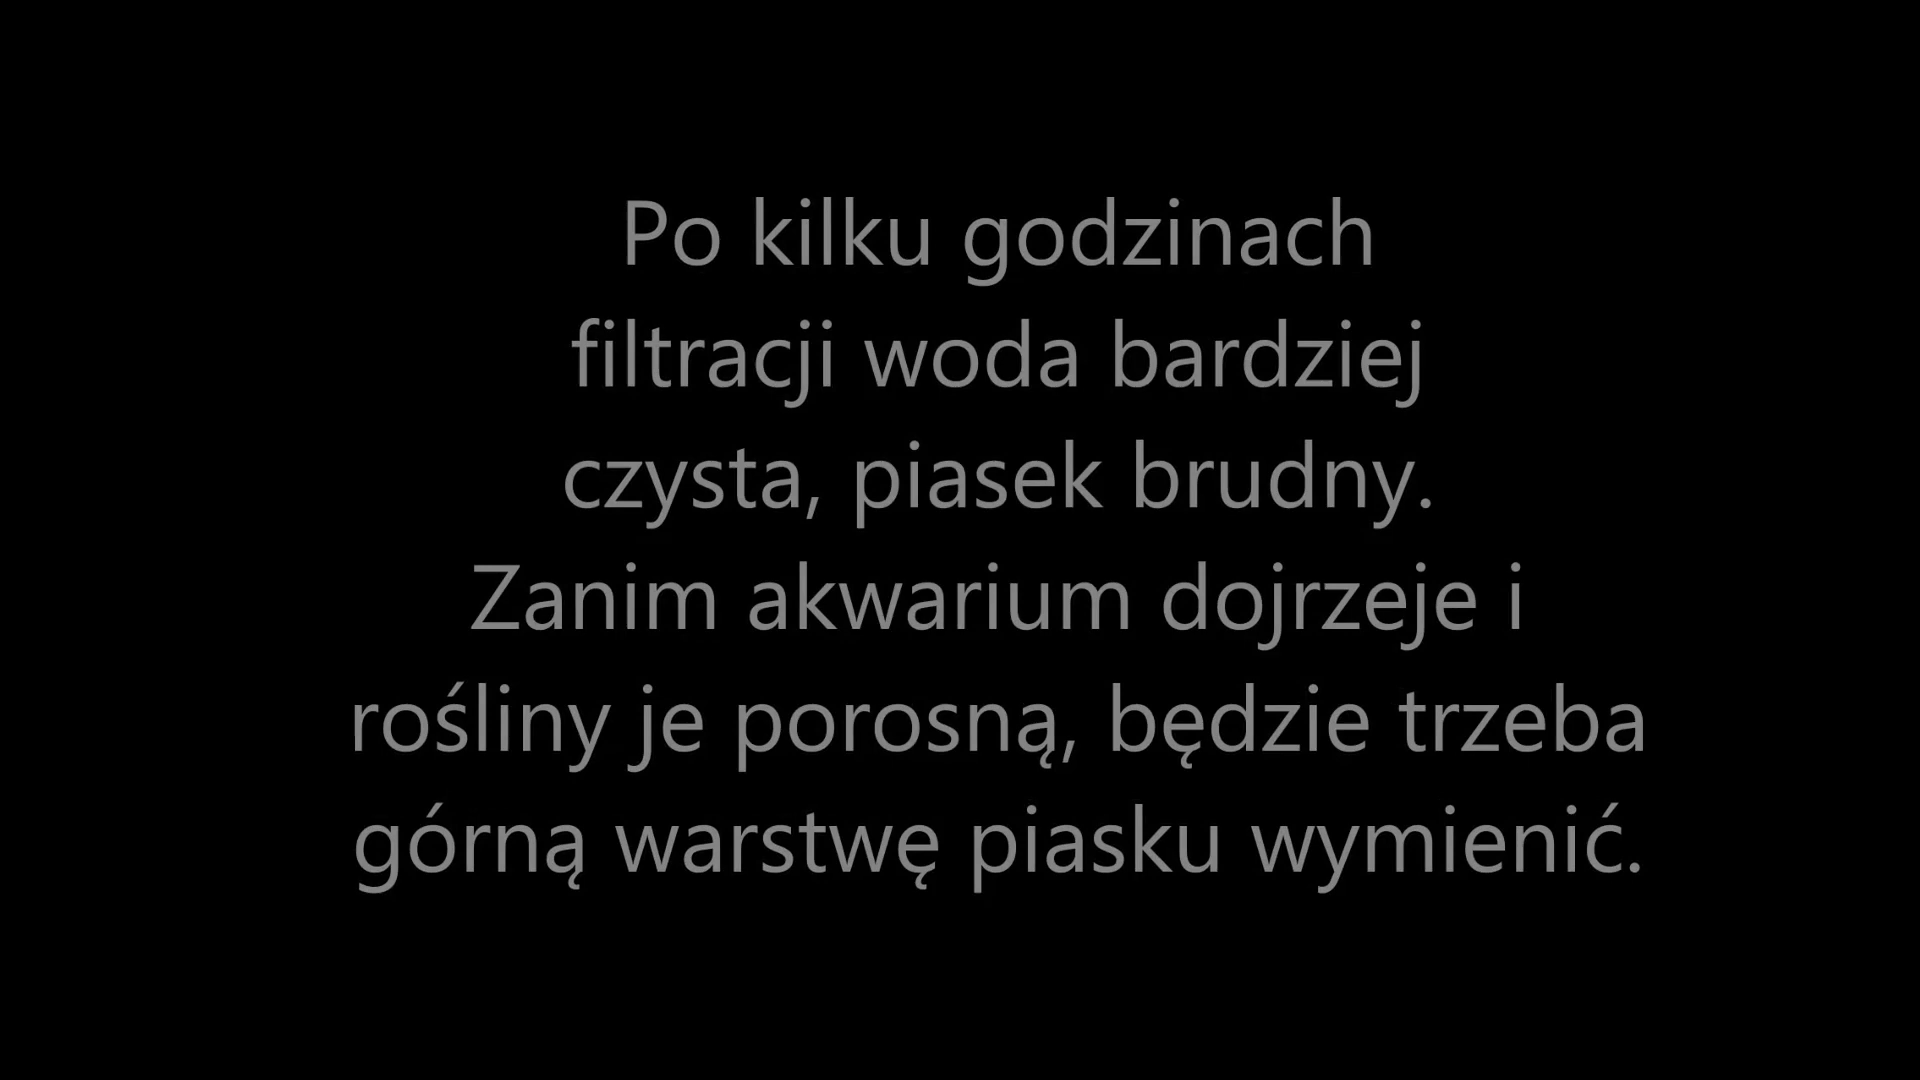 Po kilku godzinach
filtracji woda bardziej
czysta, piasek brudny.
Zanim akwarium dojrzeje i
rośliny je porosną, będzie trzeba
górną warstwę piasku wymienić.